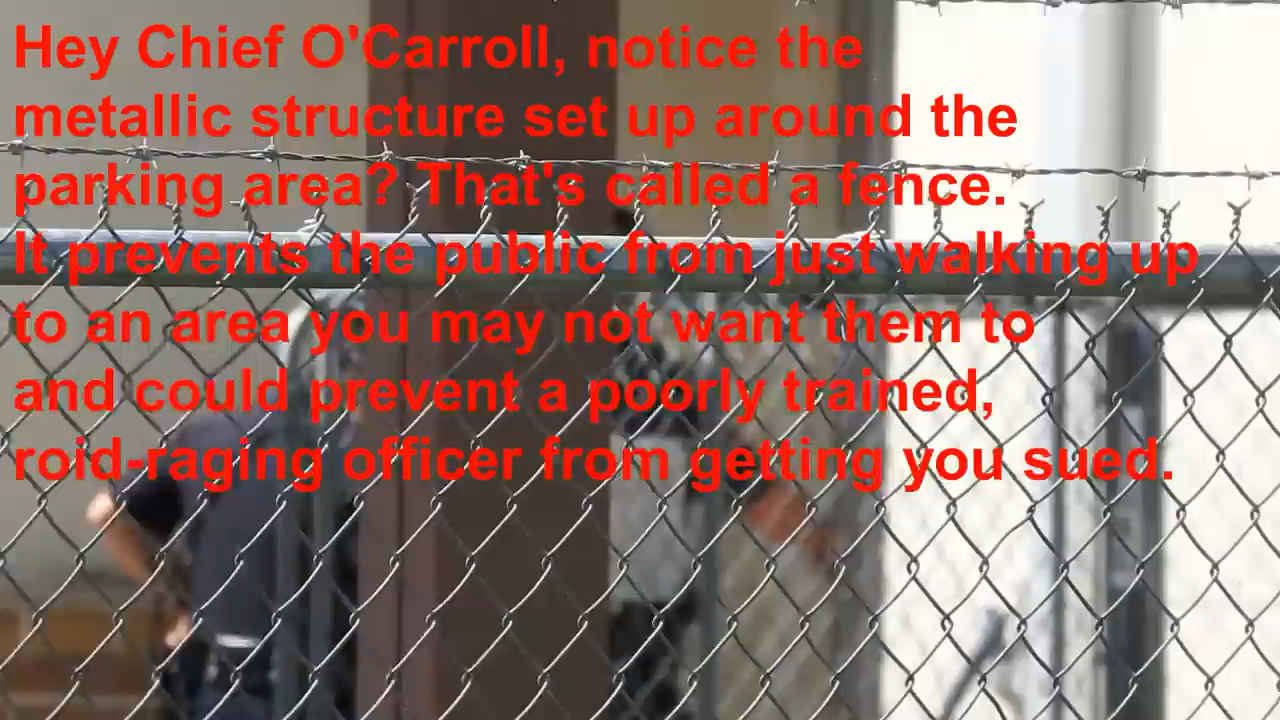 Hey Chief O'Carroll, notice the
metallic structure set up around the
parking area? That's called a fence.
It prevents the public from just walking up
to an area you may not want them to
and could prevent a poorly trained,
roid-raging officer from getting you sued.